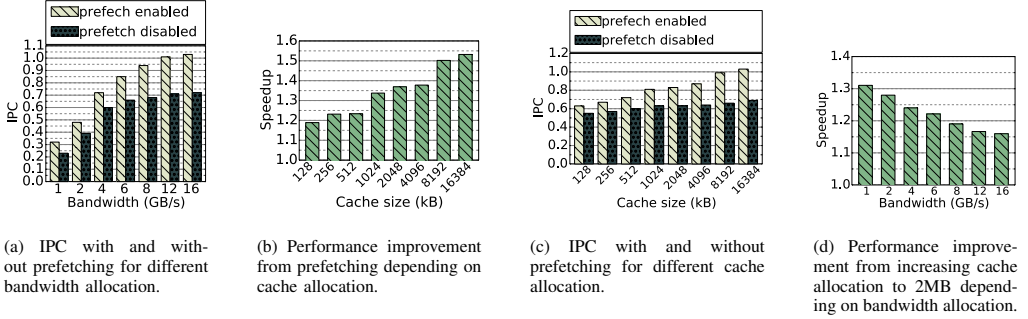 prefech enabled
prefetch disabled
1.1
1.0
0.9
0.8
0.7
0.6
0.5
0.4
0.3
0.2
0.1
0.0
IPC
1 2 4 6 8 12 16
Bandwidth (GB/s)
(a) IPC with and with-
out prefetching for different
bandwidth allocation.
1.6
1.5
1.4
1.3
1.2
1.1
1.0
Speedup
128 256 512 1024 2048 4096 8192 16384
Cache size (kB)
(b) Performance improvement
from prefetching depending on
cache allocation.
prefech enabled
prefetch disabled
1.2
1.0
0.8
0.6
0.4
0.2
0.0
IPC
128 256 512 1024 2048 4096 8192 16384
Cache size (kB)
(c) IPC with and without
prefetching for different cache
allocation.
1.4
1.3
1.2
1.1
1.0
Speedup
1 2 4 6 8 12 16
Bandwidth (GB/s)
(d) Performance improve-
ment from increasing cache
allocation to 2MB depend-
ing on bandwidth allocation.